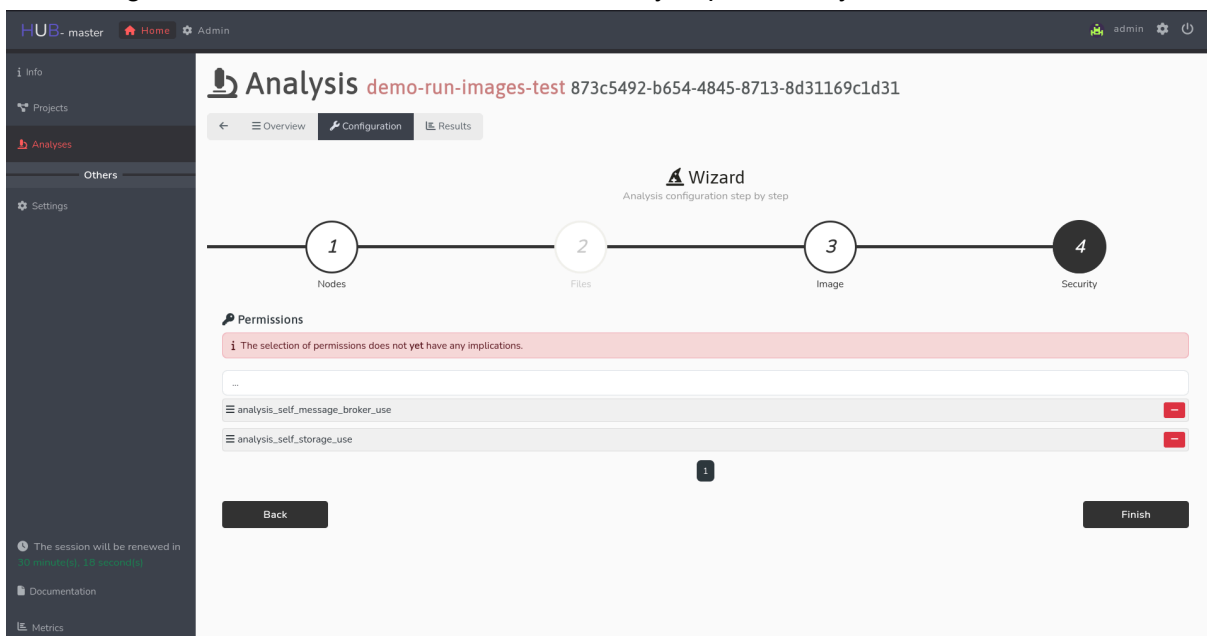 HUB- master Home Admin admin
Info
Analysis demo-run-images-test 873c5492-b654-4845-8713-8d31169c1d31
Projects
Overview Configuration Results
Analyses
Others
Wizard
Analysis configuration step by step
Settings
1 2 3 4
Nodes Files Image Security
Permissions
The selection of permissions does not yet have any implications.
...
analysis_self_message_broker_use
analysis_self_storage_use
1
Back Finish
The session will be renewed in
30 minute(s), 18 second(s)
Documentation
Metrics